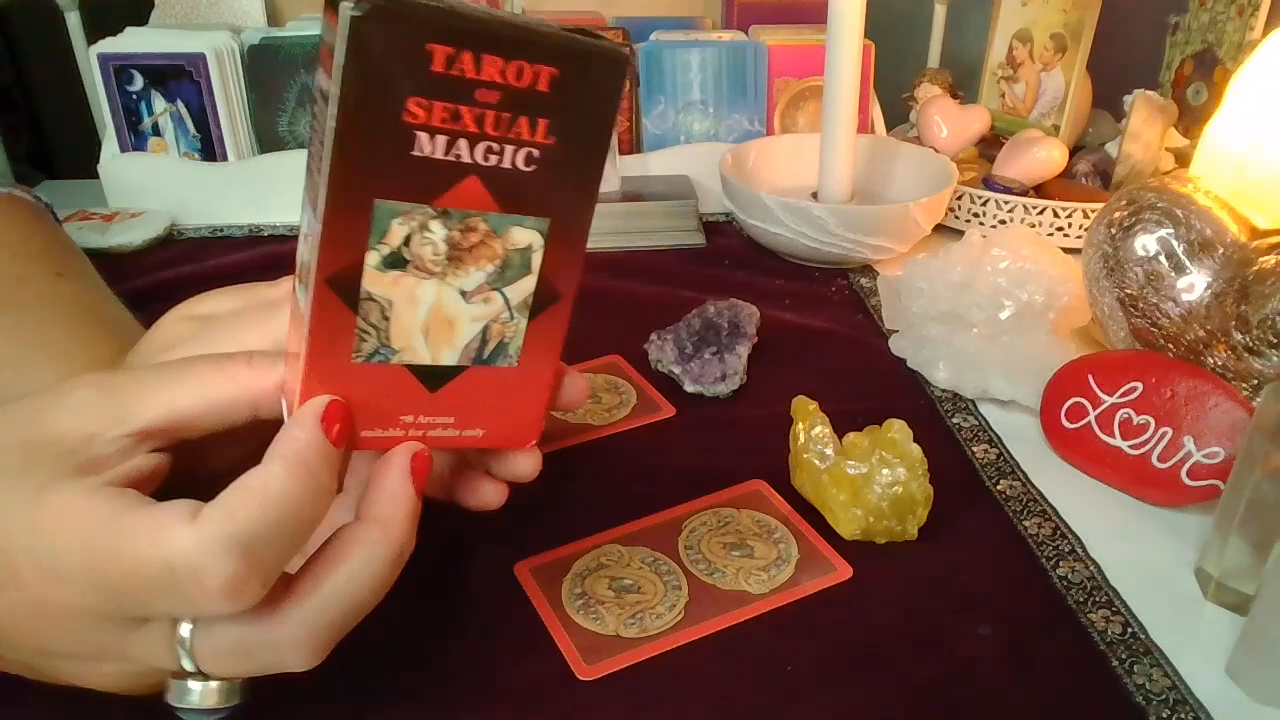 TAROT
OF
SEXUAL
MAGIC
78 Arcana
suitable for adults only
Love